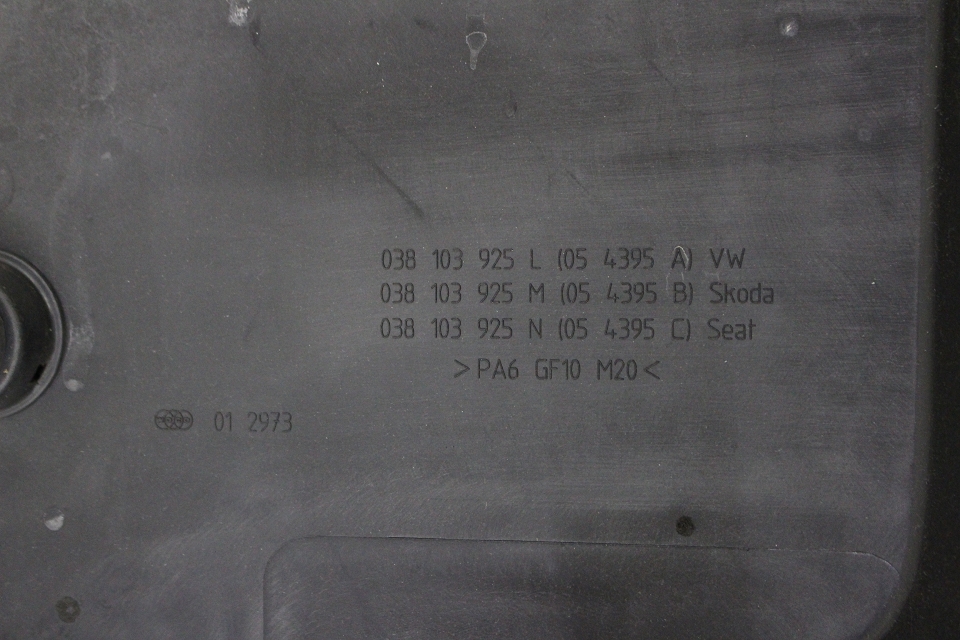 038 103 925 L (05 4395 A) VW
038 103 925 M (05 4395 B) Skoda
038 103 925 N (05 4395 C) Seat
>PA6 GF10 M20<
01 2973